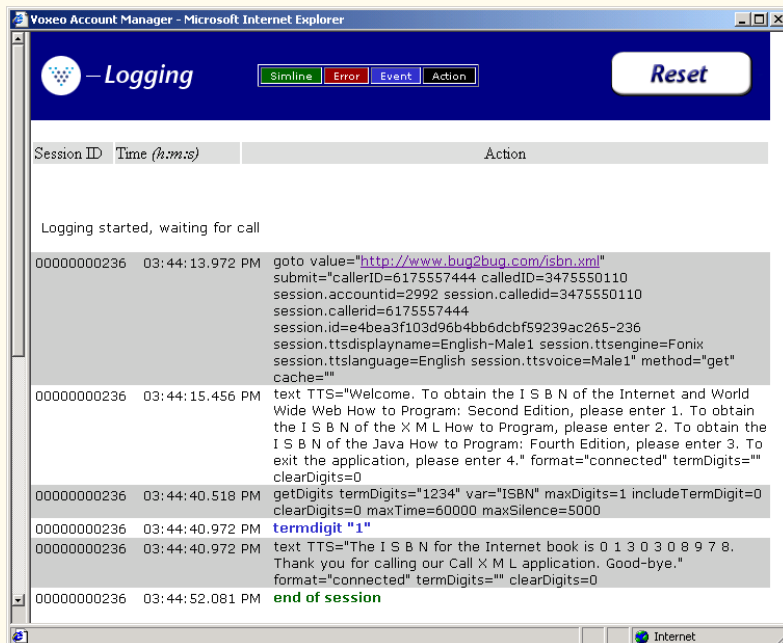 Voxeo Account Manager - Microsoft Internet Explorer
Logging
Simline Error Event Action
Reset
Session ID Time (h:m:s) Action
Logging started, waiting for call
00000000236 03:44:13.972 PM goto value="http://www.bug2bug.com/isbn.xml"
submit="callerID=6175557444 calledID=3475550110
session.accountid=2992 session.calledid=3475550110
session.callerid=6175557444
session.id=e4bea3f103d96b4bb6dcbf59239ac265-236
session.ttsdisplayname=English-Male1 session.ttsengine=Fonix
session.ttslanguage=English session.ttsvoice=Male1" method="get"
cache=""
00000000236 03:44:15.456 PM text TTS="Welcome. To obtain the I S B N of the Internet and World
Wide Web How to Program: Second Edition, please enter 1. To obtain
the I S B N of the X M L How to Program, please enter 2. To obtain the
I S B N of the Java How to Program: Fourth Edition, please enter 3. To
exit the application, please enter 4." format="connected" termDigits=""
clearDigits=0
00000000236 03:44:40.518 PM getDigits termDigits="1234" var="ISBN" maxDigits=1 includeTermDigit=0
clearDigits=0 maxTime=60000 maxSilence=5000
00000000236 03:44:40.972 PM termdigit "1"
00000000236 03:44:40.972 PM text TTS="The I S B N for the Internet book is 0 1 3 0 3 0 8 9 7 8.
Thank you for calling our Call X M L application. Good-bye."
format="connected" termDigits="" clearDigits=0
00000000236 03:44:52.081 PM end of session
Internet